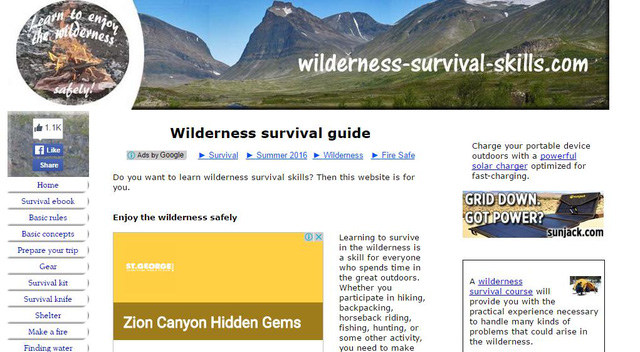 Learn to enjoy
the wilderness
safely!
wilderness-survival-skills.com
1.1K
Like
Share
Home
Survival ebook
Basic rules
Basic concepts
Prepare your trip
Gear
Survival kit
Survival knife
Shelter
Make a fire
Finding water
Wilderness survival guide
Ads by Google
► Survival ► Summer 2016 ► Wilderness ► Fire Safe
Do you want to learn wilderness survival skills? Then this website is for
you.
Enjoy the wilderness safely
ST.GEORGE
Zion Canyon Hidden Gems
Learning to survive
in the wilderness is
a skill for everyone
who spends time in
the great outdoors.
Whether you
participate in hiking,
backpacking,
horseback riding,
fishing, hunting, or
some other activity,
you need to make
Charge your portable device
outdoors with a powerful
solar charger optimized for
fast-charging.
GRID DOWN.
GOT POWER?
sunjack.com
A wilderness
survival course will
provide you with the
practical experience necessary
to handle many kinds of
problems that could arise in
the wilderness.